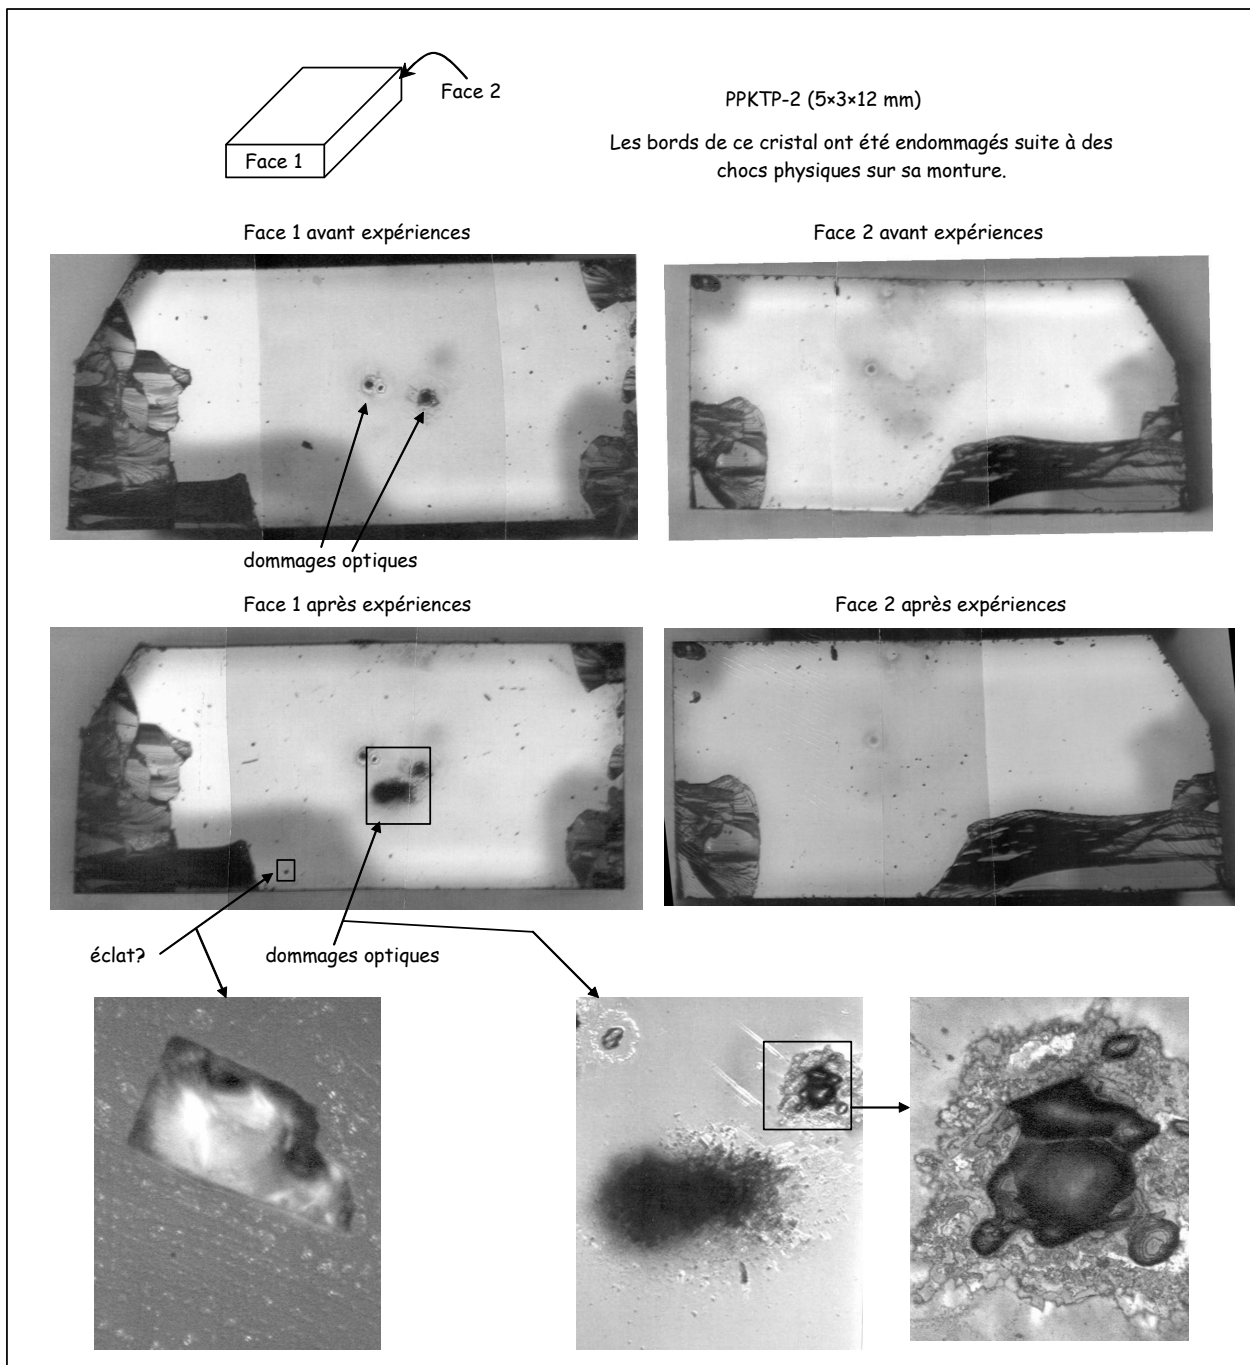 Face 2
Face 1
PPKTP-2 (5×3×12 mm)
Les bords de ce cristal ont été endommagés suite à des
chocs physiques sur sa monture.
Face 1 avant expériences
Face 2 avant expériences
dommages optiques
Face 1 après expériences
Face 2 après expériences
éclat?
dommages optiques